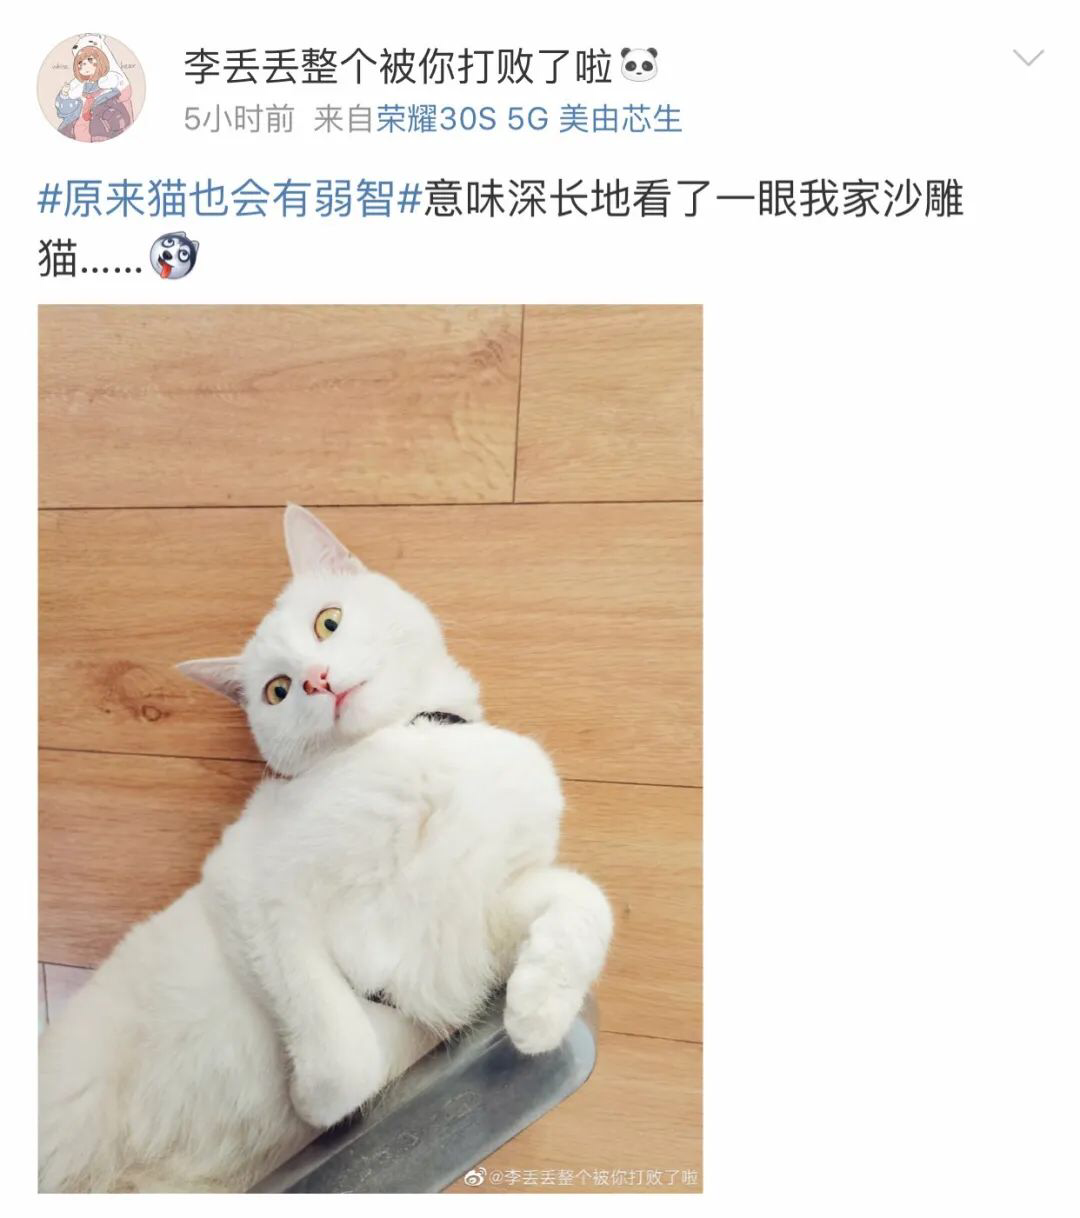 李丢丢整个被你打败了啦
5小时前 来自荣耀30S 5G 美由芯生
#原来猫也会有弱智#意味深长地看了一眼我家沙雕
猫......
@李丢丢整个被你打败了啦